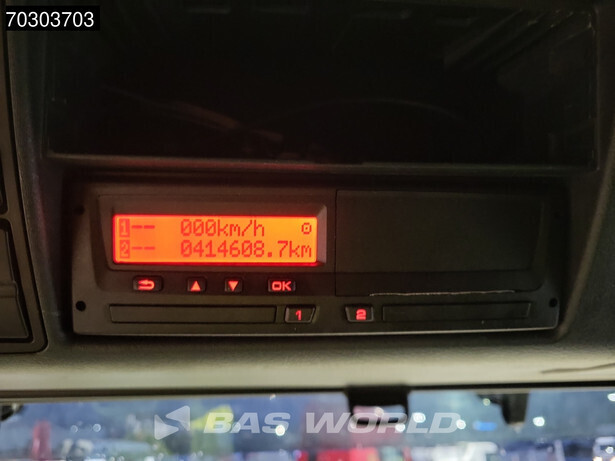 70303703
1-- 000km/h
2-- 0414608.7km
OK
1
2
BAS WORLD